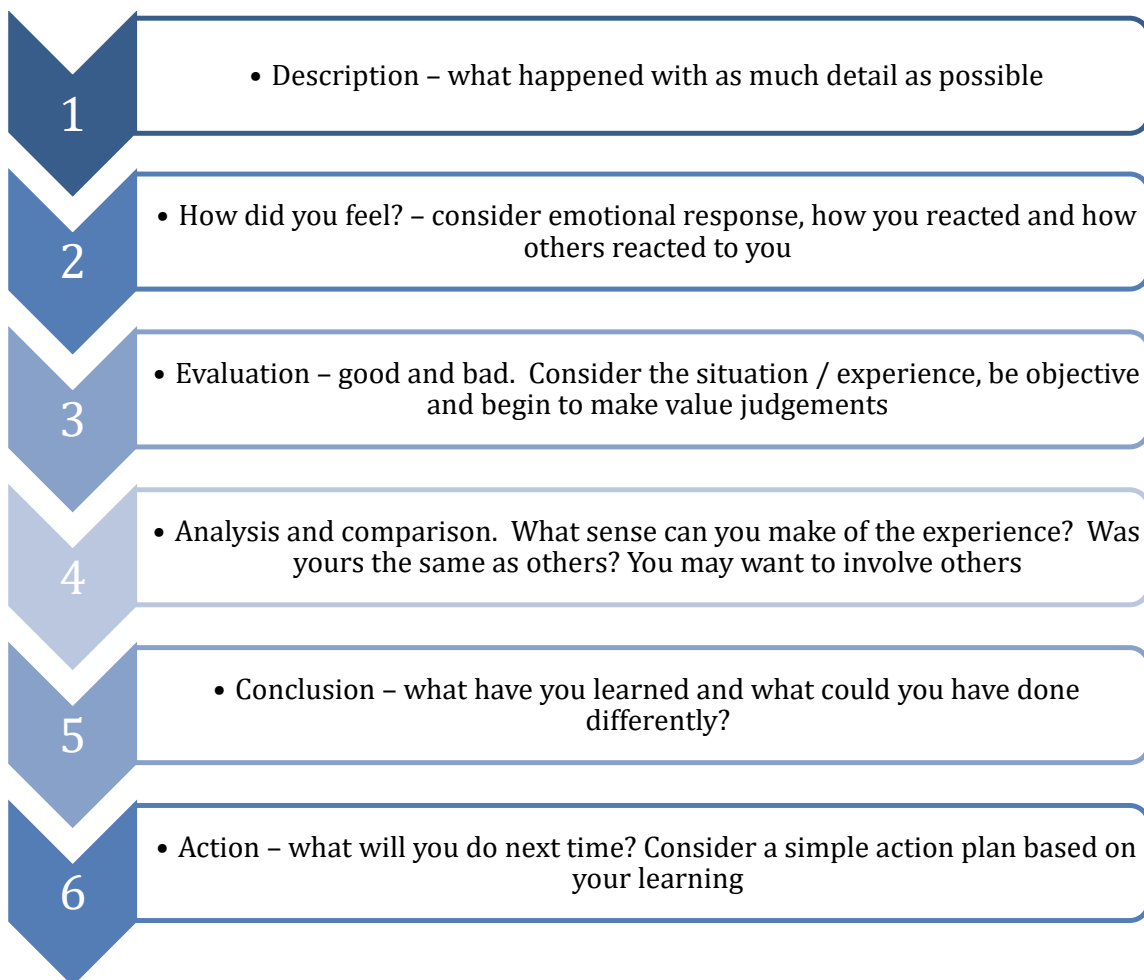 1
• Description – what happened with as much detail as possible
2
• How did you feel? – consider emotional response, how you reacted and how
others reacted to you
3
• Evaluation – good and bad.  Consider the situation / experience, be objective
and begin to make value judgements
4
• Analysis and comparison.  What sense can you make of the experience?  Was
yours the same as others? You may want to involve others
5
• Conclusion – what have you learned and what could you have done
differently?
6
• Action – what will you do next time? Consider a simple action plan based on
your learning